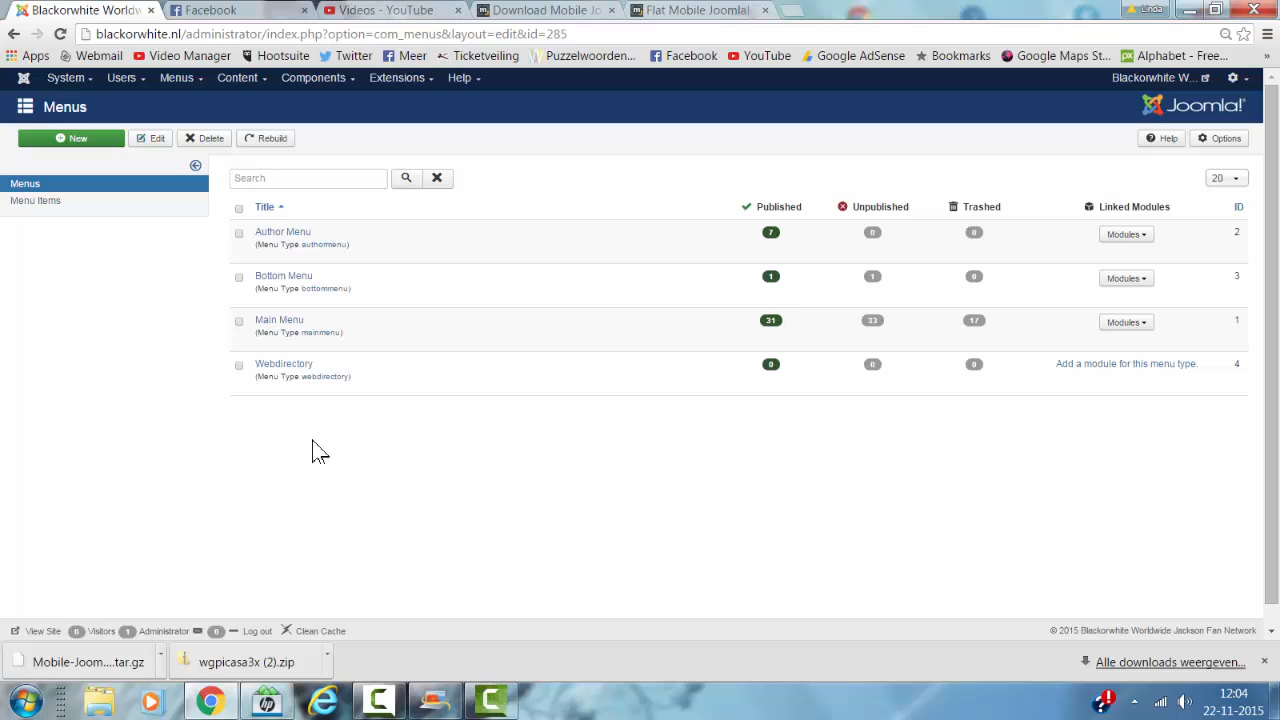 Blackorwhite Worldw
Facebook
Videos - YouTube
Download Mobile Jo
Flat Mobile Joomla!
Linda
blackorwhite.nl/administrator/index.php?option=com_menus&layout=edit&id=285
Apps
Webmail
Video Manager
Hootsuite
Twitter
Meer
Ticketveiling
Puzzelwoorden...
Facebook
YouTube
Google AdSense
Bookmarks
Google Maps St...
Alphabet - Free...
»
System
Users
Menus
Content
Components
Extensions
Help
Blackorwhite W...
Menus
Joomla!
New
Edit
Delete
Rebuild
Help
Options
Menus
Menu Items
Search
20
Title
Published
Unpublished
Trashed
Linked Modules
ID
Author Menu
(Menu Type authormenu)
7
0
0
Modules
2
Bottom Menu
(Menu Type bottommenu)
1
1
0
Modules
3
Main Menu
(Menu Type mainmenu)
31
33
17
Modules
1
Webdirectory
(Menu Type webdirectory)
0
0
0
Add a module for this menu type.
4
View Site
0 Visitors
1 Administrator
0
Log out
Clean Cache
© 2015 Blackorwhite Worldwide Jackson Fan Network
Mobile-Joom....tar.gz
wgpicasa3x (2).zip
Alle downloads weergeven...
hp
12:04
22-11-2015